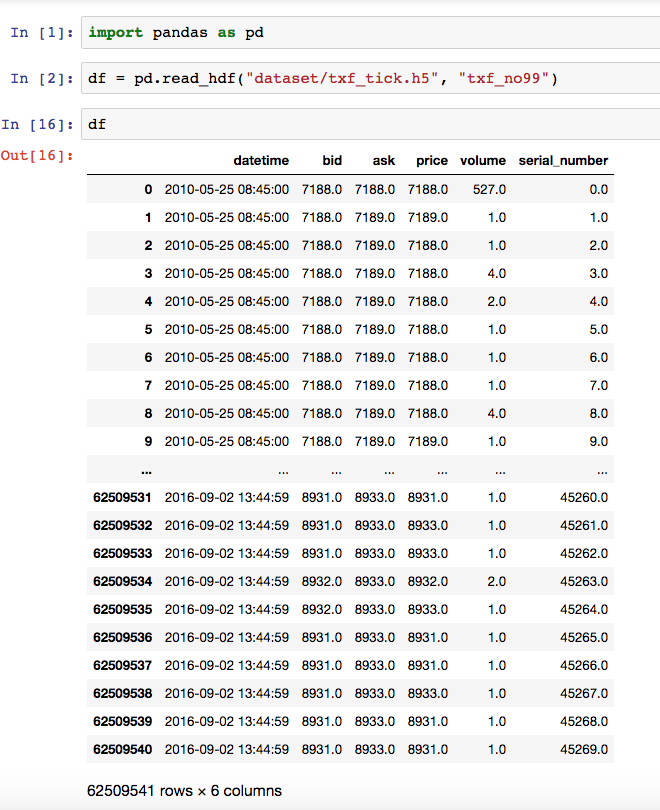 In [1]: import pandas as pd
In [2]: df = pd.read_hdf("dataset/txf_tick.h5", "txf_no99")
In [16]: df
Out[16]:
datetime bid ask price volume serial_number
0 2010-05-25 08:45:00 7188.0 7188.0 7188.0 527.0 0.0
1 2010-05-25 08:45:00 7188.0 7189.0 7189.0 1.0 1.0
2 2010-05-25 08:45:00 7188.0 7189.0 7188.0 1.0 2.0
3 2010-05-25 08:45:00 7188.0 7189.0 7188.0 4.0 3.0
4 2010-05-25 08:45:00 7188.0 7189.0 7188.0 2.0 4.0
5 2010-05-25 08:45:00 7188.0 7189.0 7188.0 1.0 5.0
6 2010-05-25 08:45:00 7188.0 7189.0 7188.0 1.0 6.0
7 2010-05-25 08:45:00 7188.0 7189.0 7188.0 1.0 7.0
8 2010-05-25 08:45:00 7188.0 7189.0 7188.0 4.0 8.0
9 2010-05-25 08:45:00 7188.0 7189.0 7189.0 1.0 9.0
... ... ... ... ... ... ...
62509531 2016-09-02 13:44:59 8931.0 8933.0 8931.0 1.0 45260.0
62509532 2016-09-02 13:44:59 8931.0 8933.0 8933.0 1.0 45261.0
62509533 2016-09-02 13:44:59 8931.0 8933.0 8933.0 1.0 45262.0
62509534 2016-09-02 13:44:59 8932.0 8933.0 8932.0 2.0 45263.0
62509535 2016-09-02 13:44:59 8932.0 8933.0 8933.0 1.0 45264.0
62509536 2016-09-02 13:44:59 8931.0 8933.0 8931.0 1.0 45265.0
62509537 2016-09-02 13:44:59 8931.0 8933.0 8931.0 1.0 45266.0
62509538 2016-09-02 13:44:59 8931.0 8933.0 8933.0 1.0 45267.0
62509539 2016-09-02 13:44:59 8931.0 8933.0 8931.0 1.0 45268.0
62509540 2016-09-02 13:44:59 8931.0 8933.0 8931.0 1.0 45269.0
62509541 rows × 6 columns